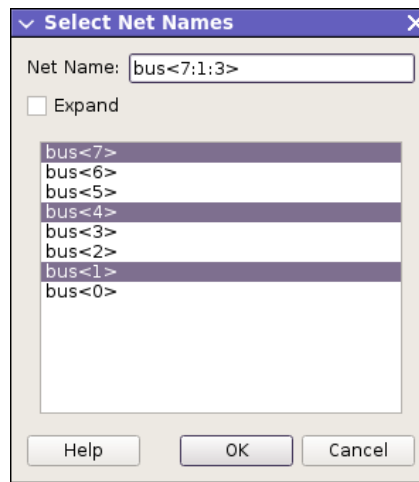 Select Net Names
Net Name: bus<7:1:3>
Expand
bus<7>
bus<6>
bus<5>
bus<4>
bus<3>
bus<2>
bus<1>
bus<0>
Help OK Cancel